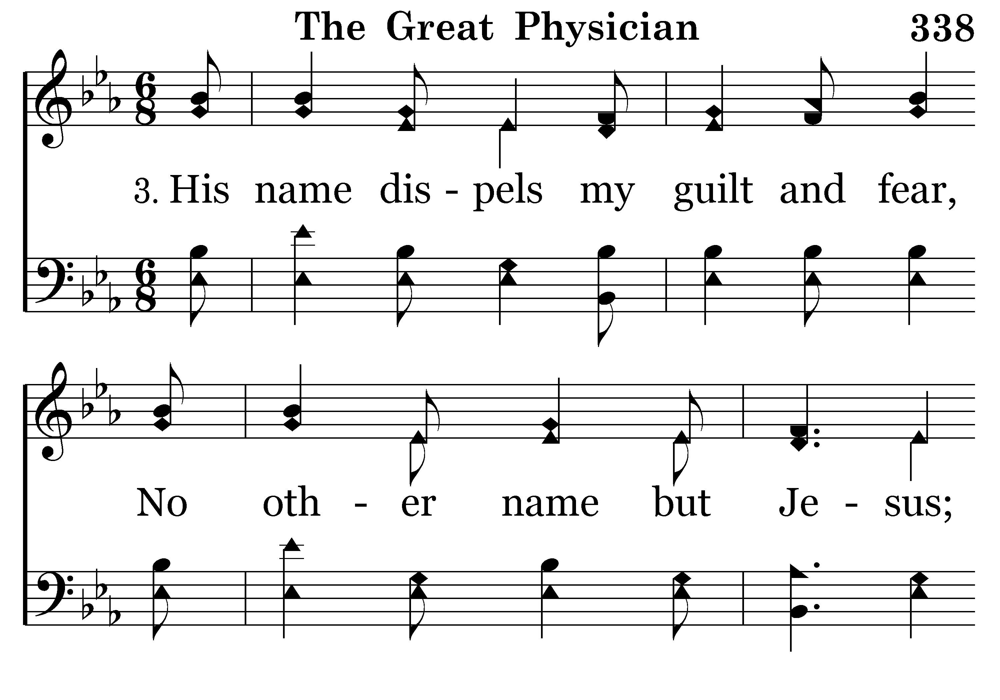 The Great Physician 338
3. His name dis - pels my guilt and fear,
No oth - er name but Je - sus;